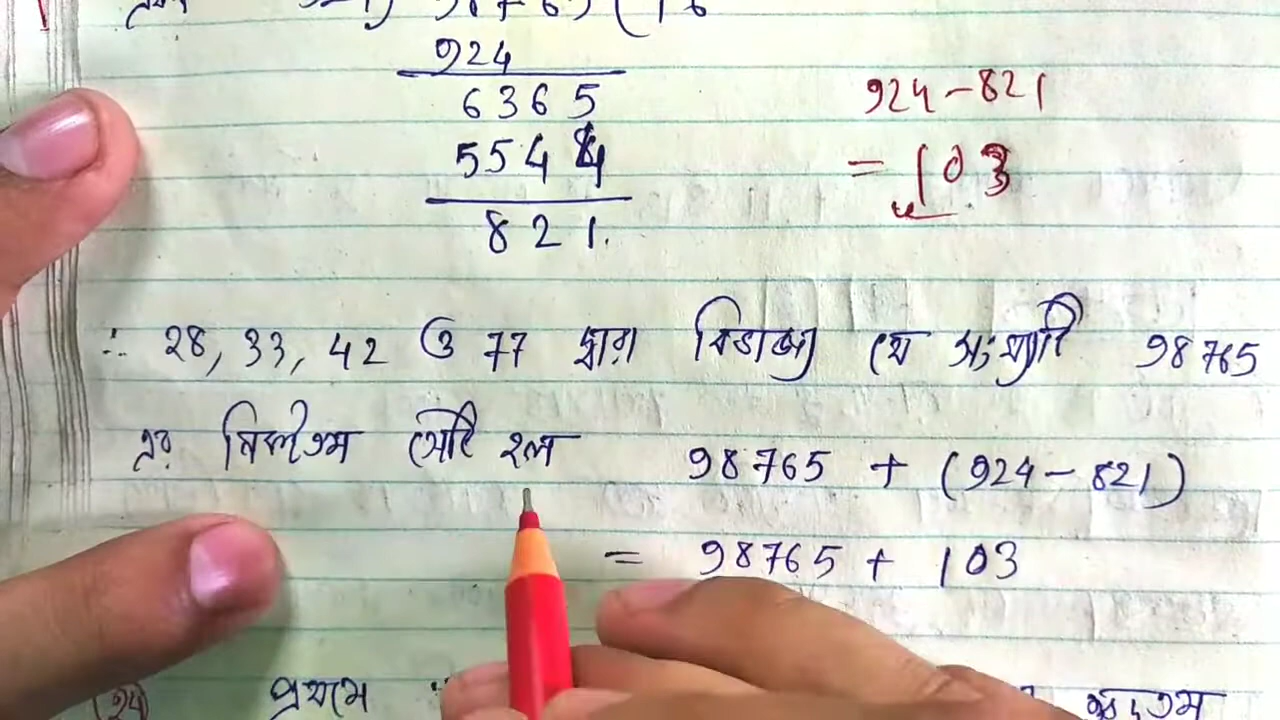 924
6365
5544
821.
924-821
= 103
∴ 28, 33, 42 ও 77 দ্বারা বিভাজ্য যে সংখ্যাটি 98765
এর নিকটতম সেটি হল 98765 + (924-821)
= 98765 + 103
(24) প্রথমে